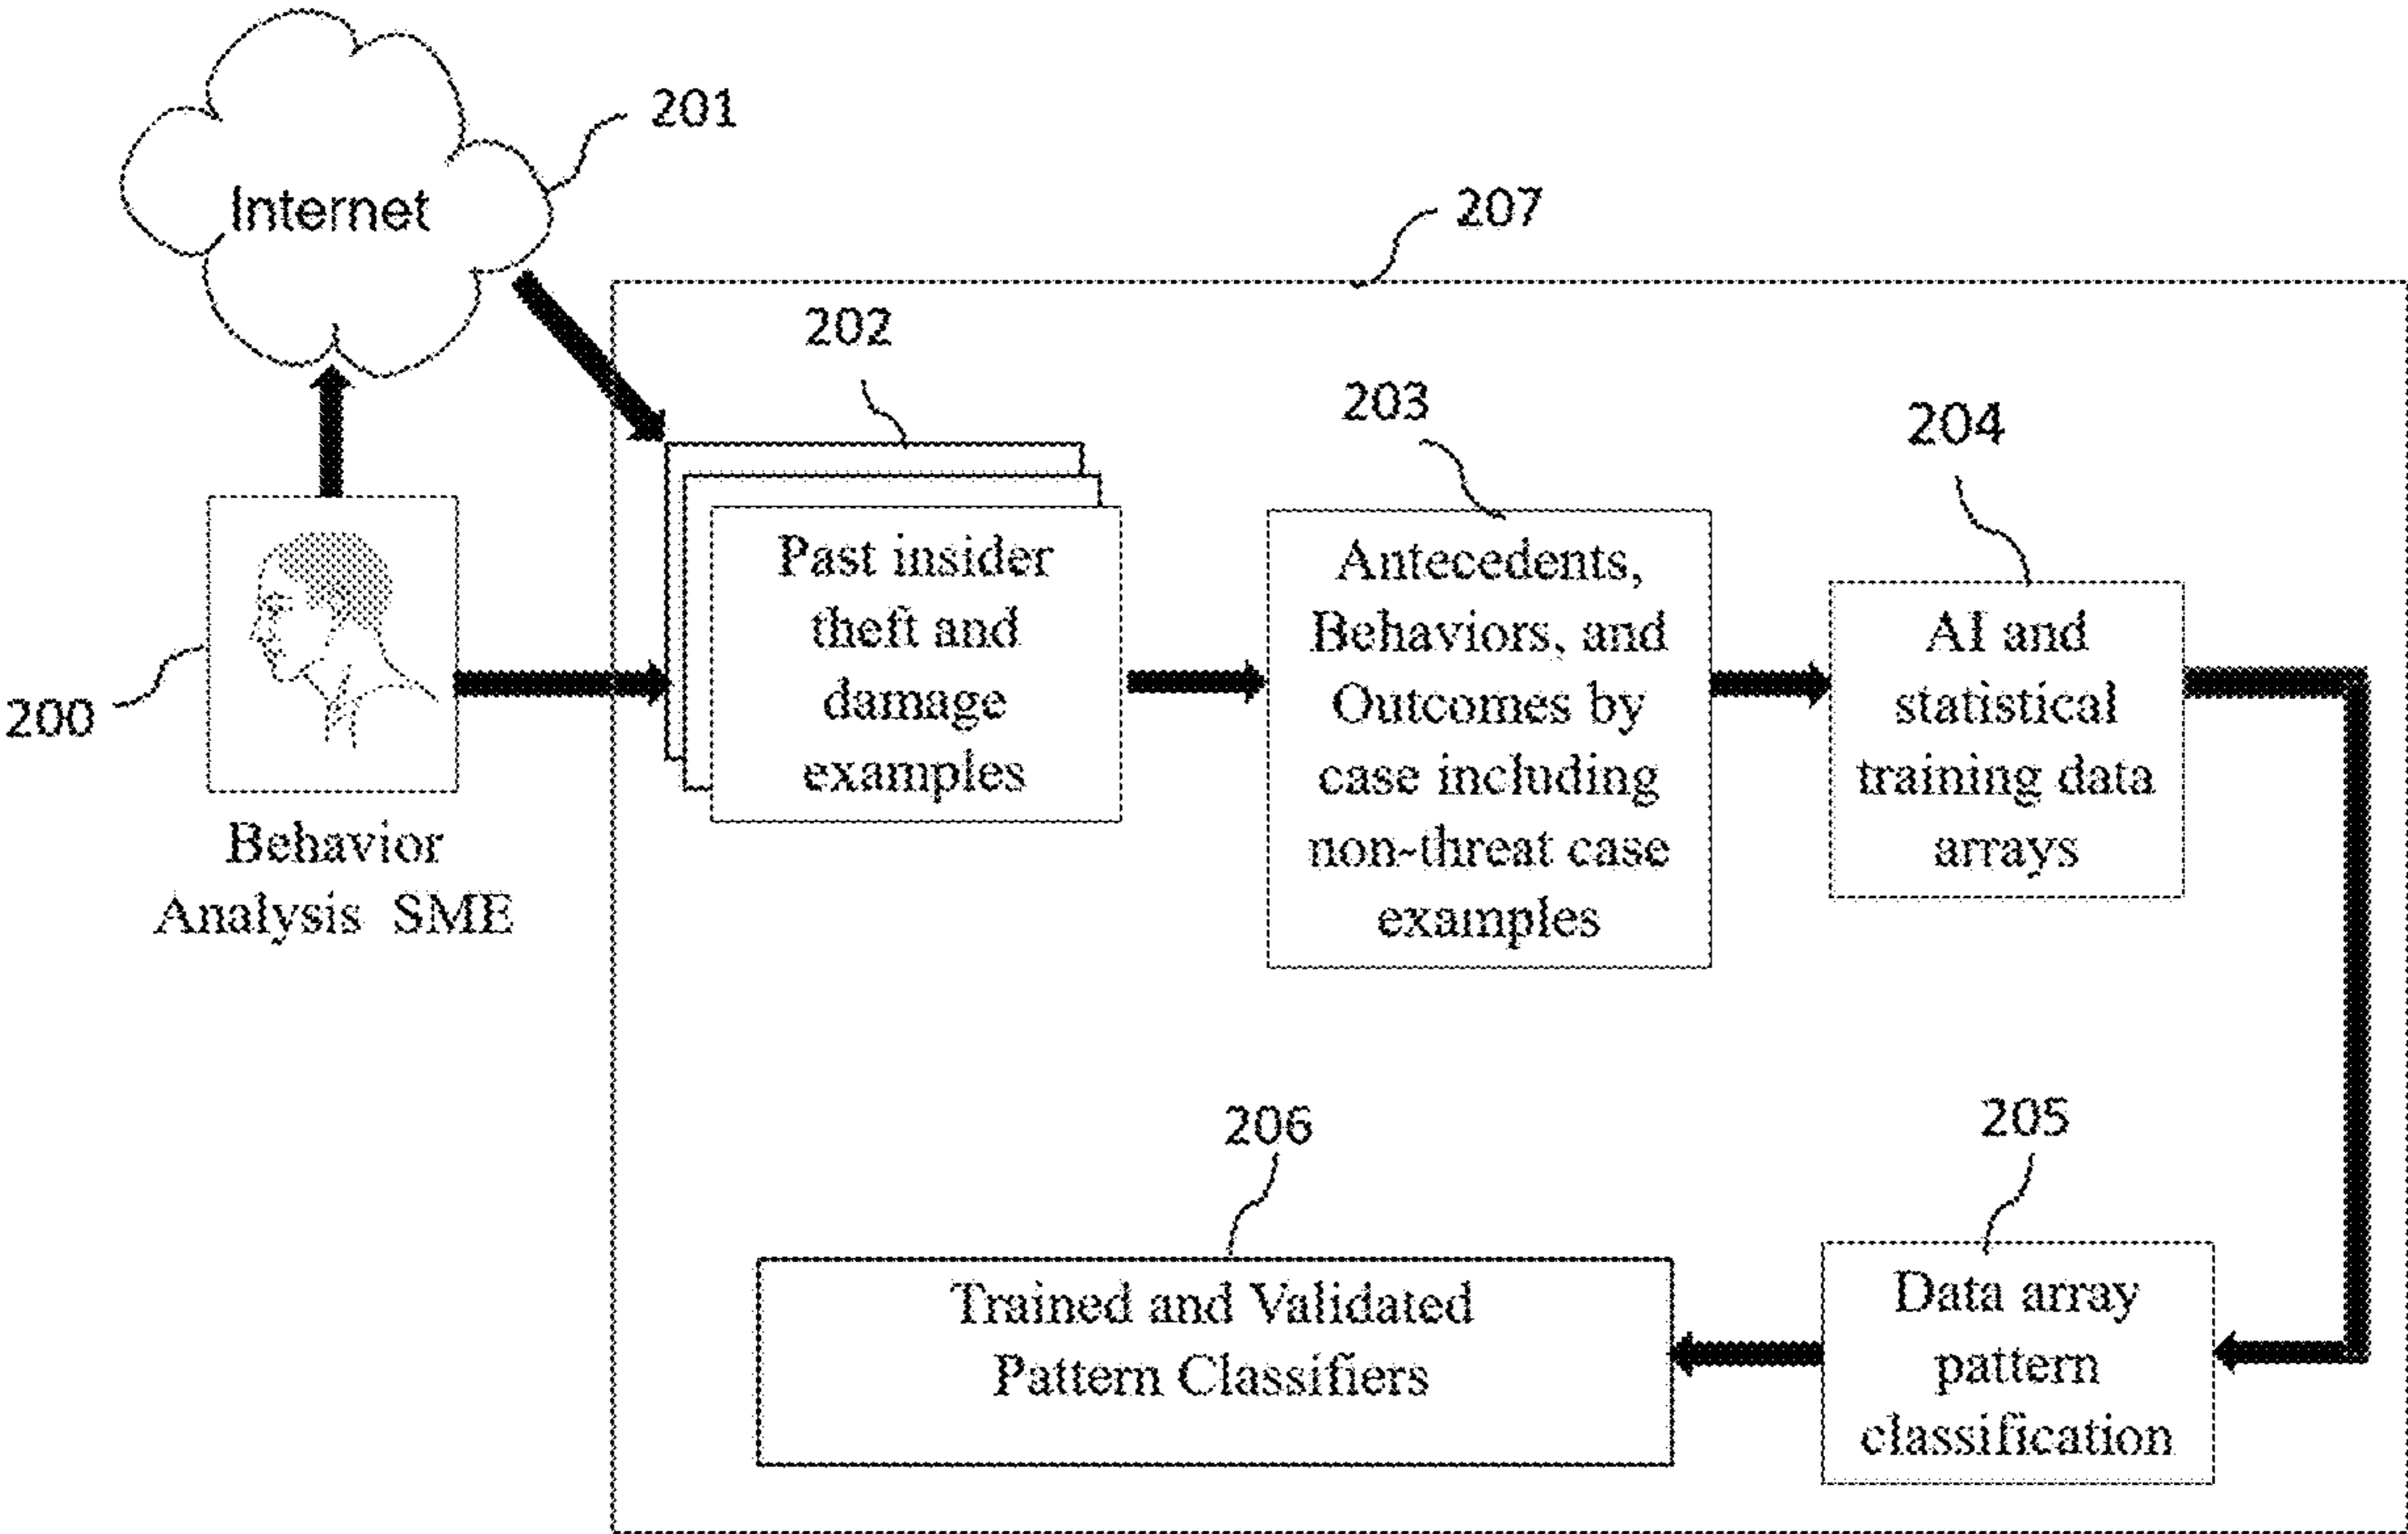 201
Internet
207
202
203
204
Past insider
theft and
damage
examples
Antecedents,
Behaviors, and
Outcomes by
case including
non-threat case
examples
AI and
statistical
training data
arrays
200
Behavior
Analysis SME
206
205
Trained and Validated
Pattern Classifiers
Data array
pattern
classification